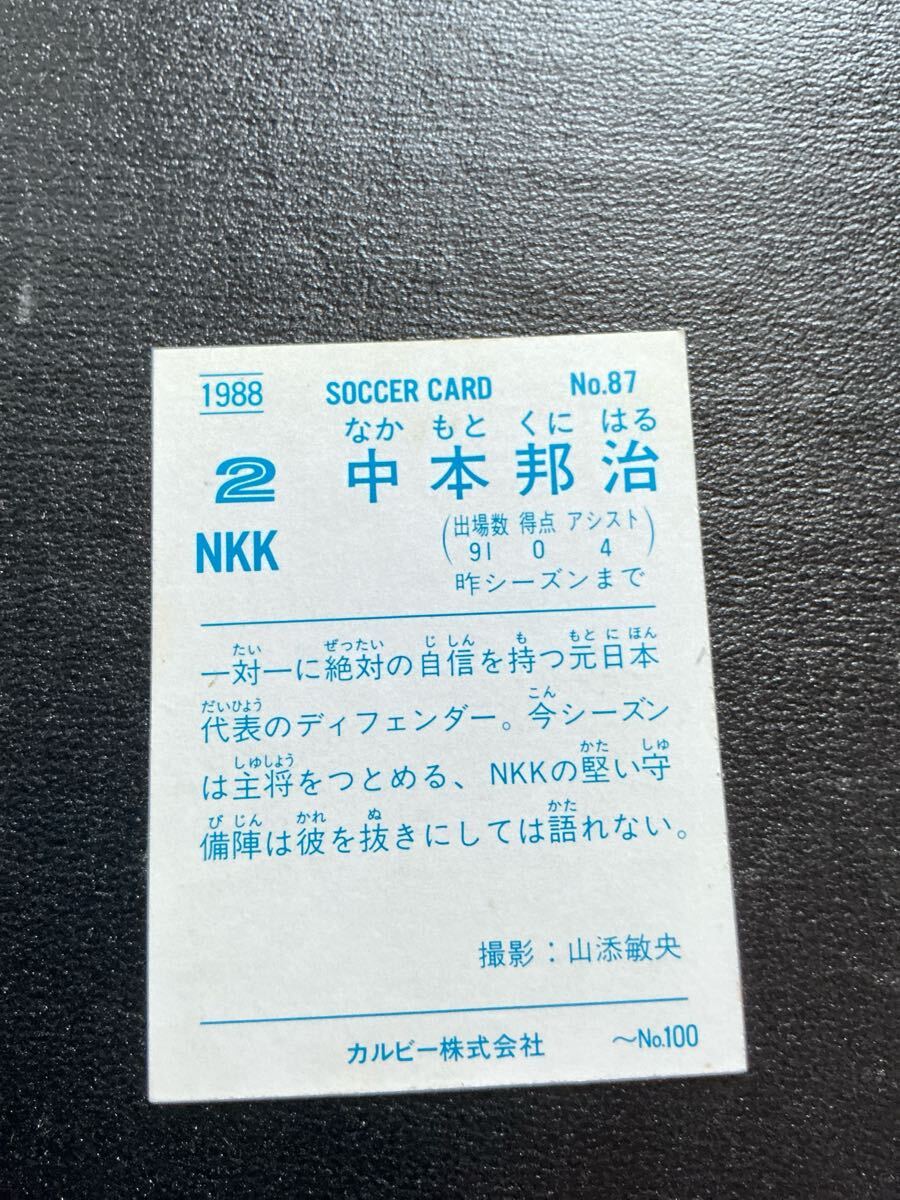 1988 SOCCER CARD No.87
なか もと くに はる
2 中本邦治
NKK
(出場数 得点 アシスト
91 0 4)
昨シーズンまで
たい ぜったい じしん も もとにほん
一対一に絶対の自信を持つ元日本
だいひょう こん
代表のディフェンダー。今シーズン
しゅしょう かた しゅ
は主将をつとめる、NKKの堅い守
びじん かれ ぬ かた
備陣は彼を抜きにしては語れない。
撮影：山添敏央
カルビー株式会社 〜No.100